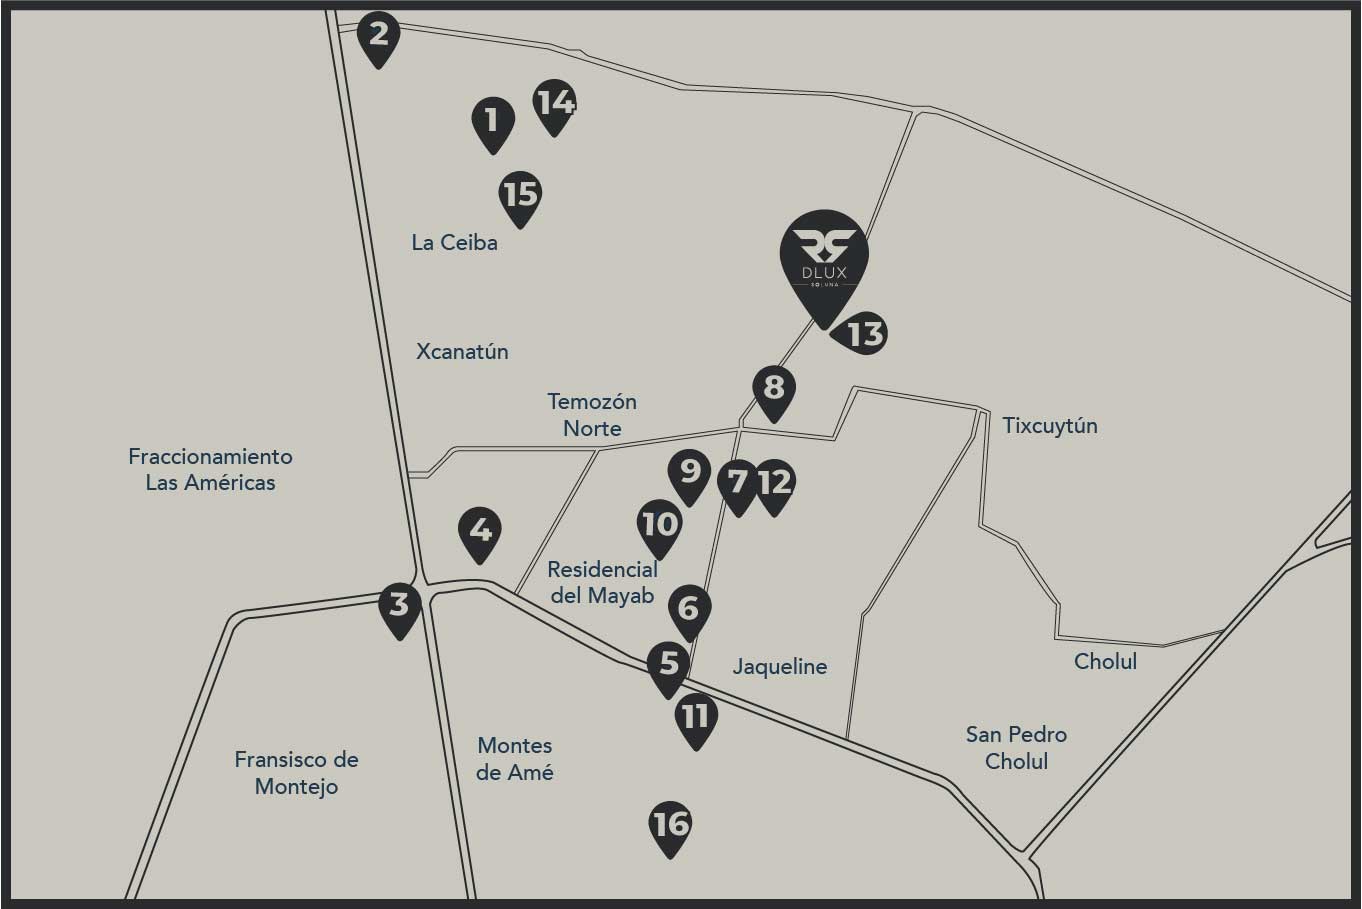 2
14
1
15
La Ceiba
DLUX
SOLUNA
13
Xcanatún
8
Temozón
Norte
Tixcuytún
Fraccionamiento
Las Américas
9
7
12
10
4
Residencial
del Mayab
3
6
5
Jaqueline
Cholul
11
San Pedro
Cholul
Fransisco de
Montejo
Montes
de Amé
16